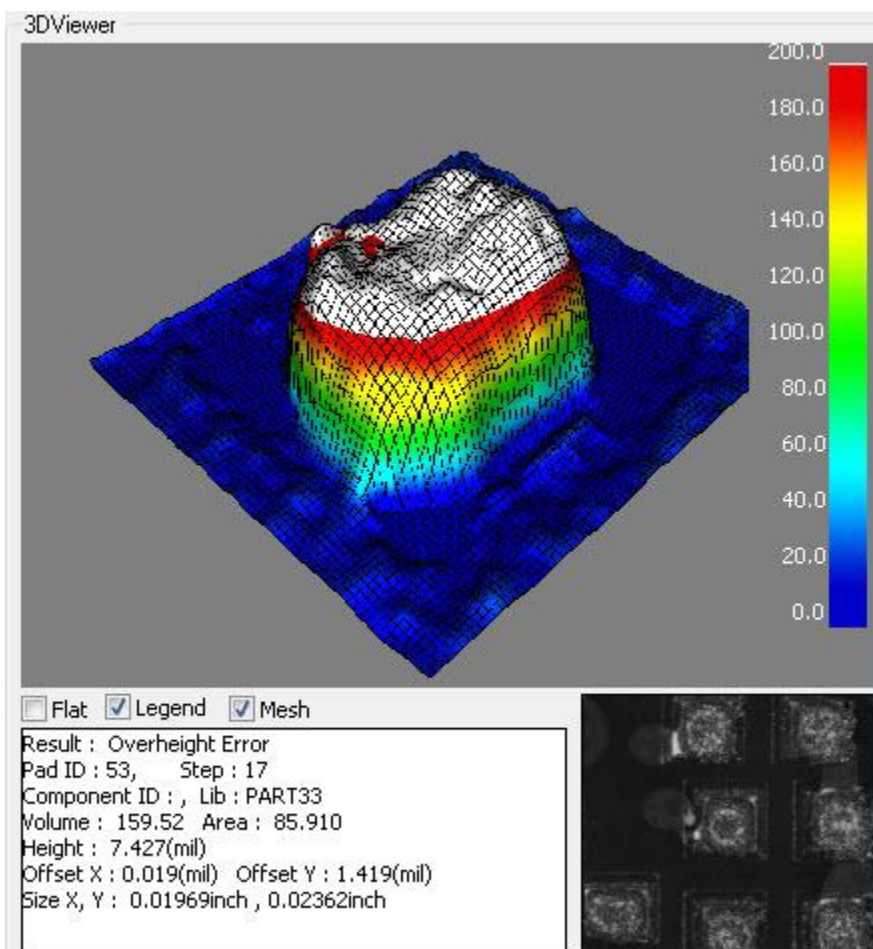 3DViewer
200.0
180.0
160.0
140.0
120.0
100.0
80.0
60.0
40.0
20.0
0.0
Flat Legend Mesh
Result : Overheight Error
Pad ID : 53, Step : 17
Component ID : , Lib : PART33
Volume : 159.52 Area : 85.910
Height : 7.427(mil)
Offset X : 0.019(mil) Offset Y : 1.419(mil)
Size X, Y : 0.01969inch , 0.02362inch